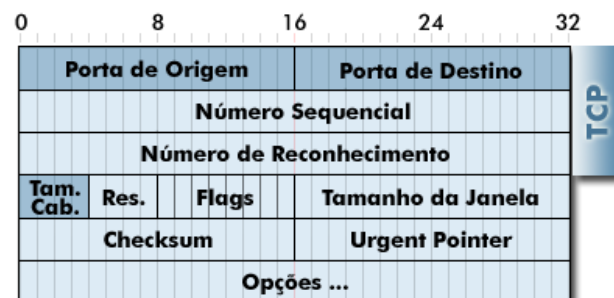 0 8 16 24 32
Porta de Origem Porta de Destino
TCP
Número Sequencial
Número de Reconhecimento
Tam.
Cab. Res. Flags Tamanho da Janela
Checksum Urgent Pointer
Opções ...